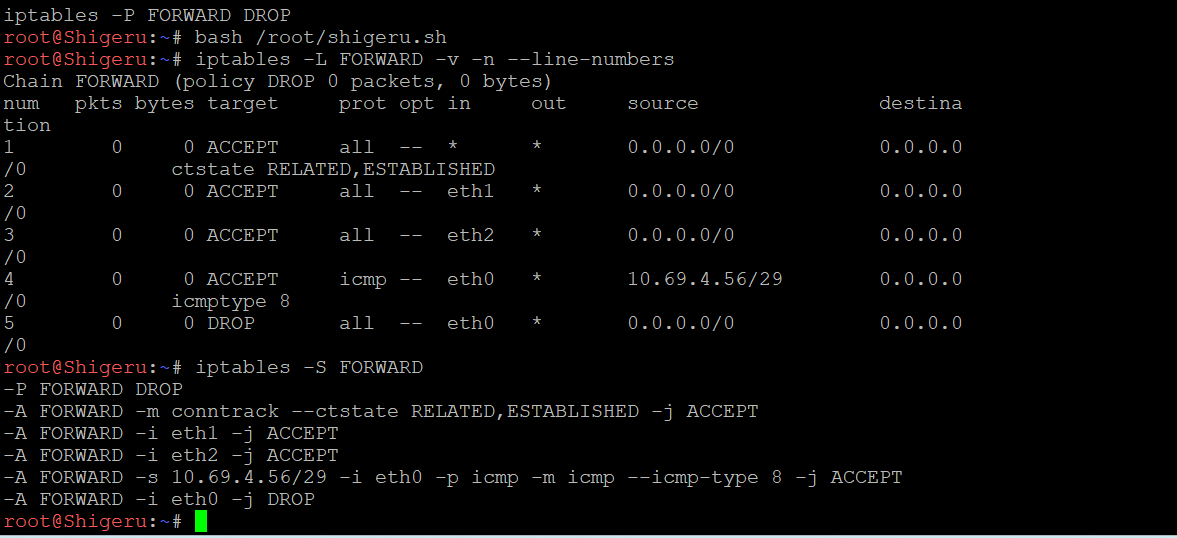 iptables -P FORWARD DROP
root@Shigeru:~# bash /root/shigeru.sh
root@Shigeru:~# iptables -L FORWARD -v -n --line-numbers
Chain FORWARD (policy DROP 0 packets, 0 bytes)
num   pkts bytes target     prot opt in     out     source               destina
tion
1        0     0 ACCEPT     all  --  *      *       0.0.0.0/0            0.0.0.0
/0            ctstate RELATED,ESTABLISHED
2        0     0 ACCEPT     all  --  eth1   *       0.0.0.0/0            0.0.0.0
/0
3        0     0 ACCEPT     all  --  eth2   *       0.0.0.0/0            0.0.0.0
/0
4        0     0 ACCEPT     icmp --  eth0   *       10.69.4.56/29        0.0.0.0
/0            icmptype 8
5        0     0 DROP       all  --  eth0   *       0.0.0.0/0            0.0.0.0
/0
root@Shigeru:~# iptables -S FORWARD
-P FORWARD DROP
-A FORWARD -m conntrack --ctstate RELATED,ESTABLISHED -j ACCEPT
-A FORWARD -i eth1 -j ACCEPT
-A FORWARD -i eth2 -j ACCEPT
-A FORWARD -s 10.69.4.56/29 -i eth0 -p icmp -m icmp --icmp-type 8 -j ACCEPT
-A FORWARD -i eth0 -j DROP
root@Shigeru:~#